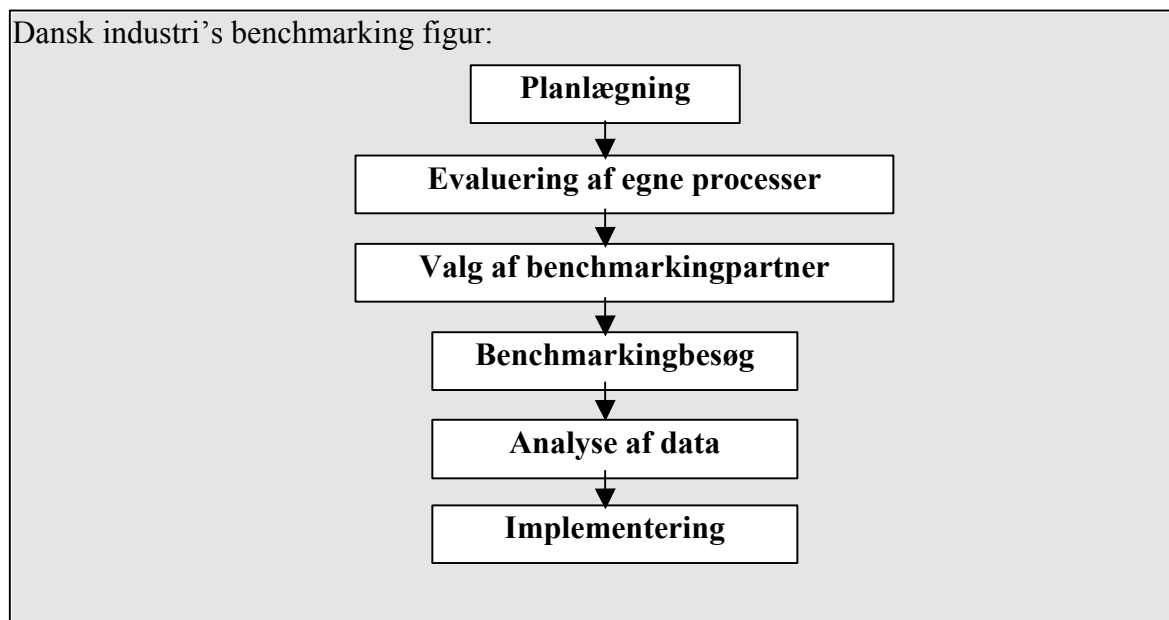 Dansk industri’s benchmarking figur:
Planlægning
Evaluering af egne processer
Valg af benchmarkingpartner
Benchmarkingbesøg
Analyse af data
Implementering